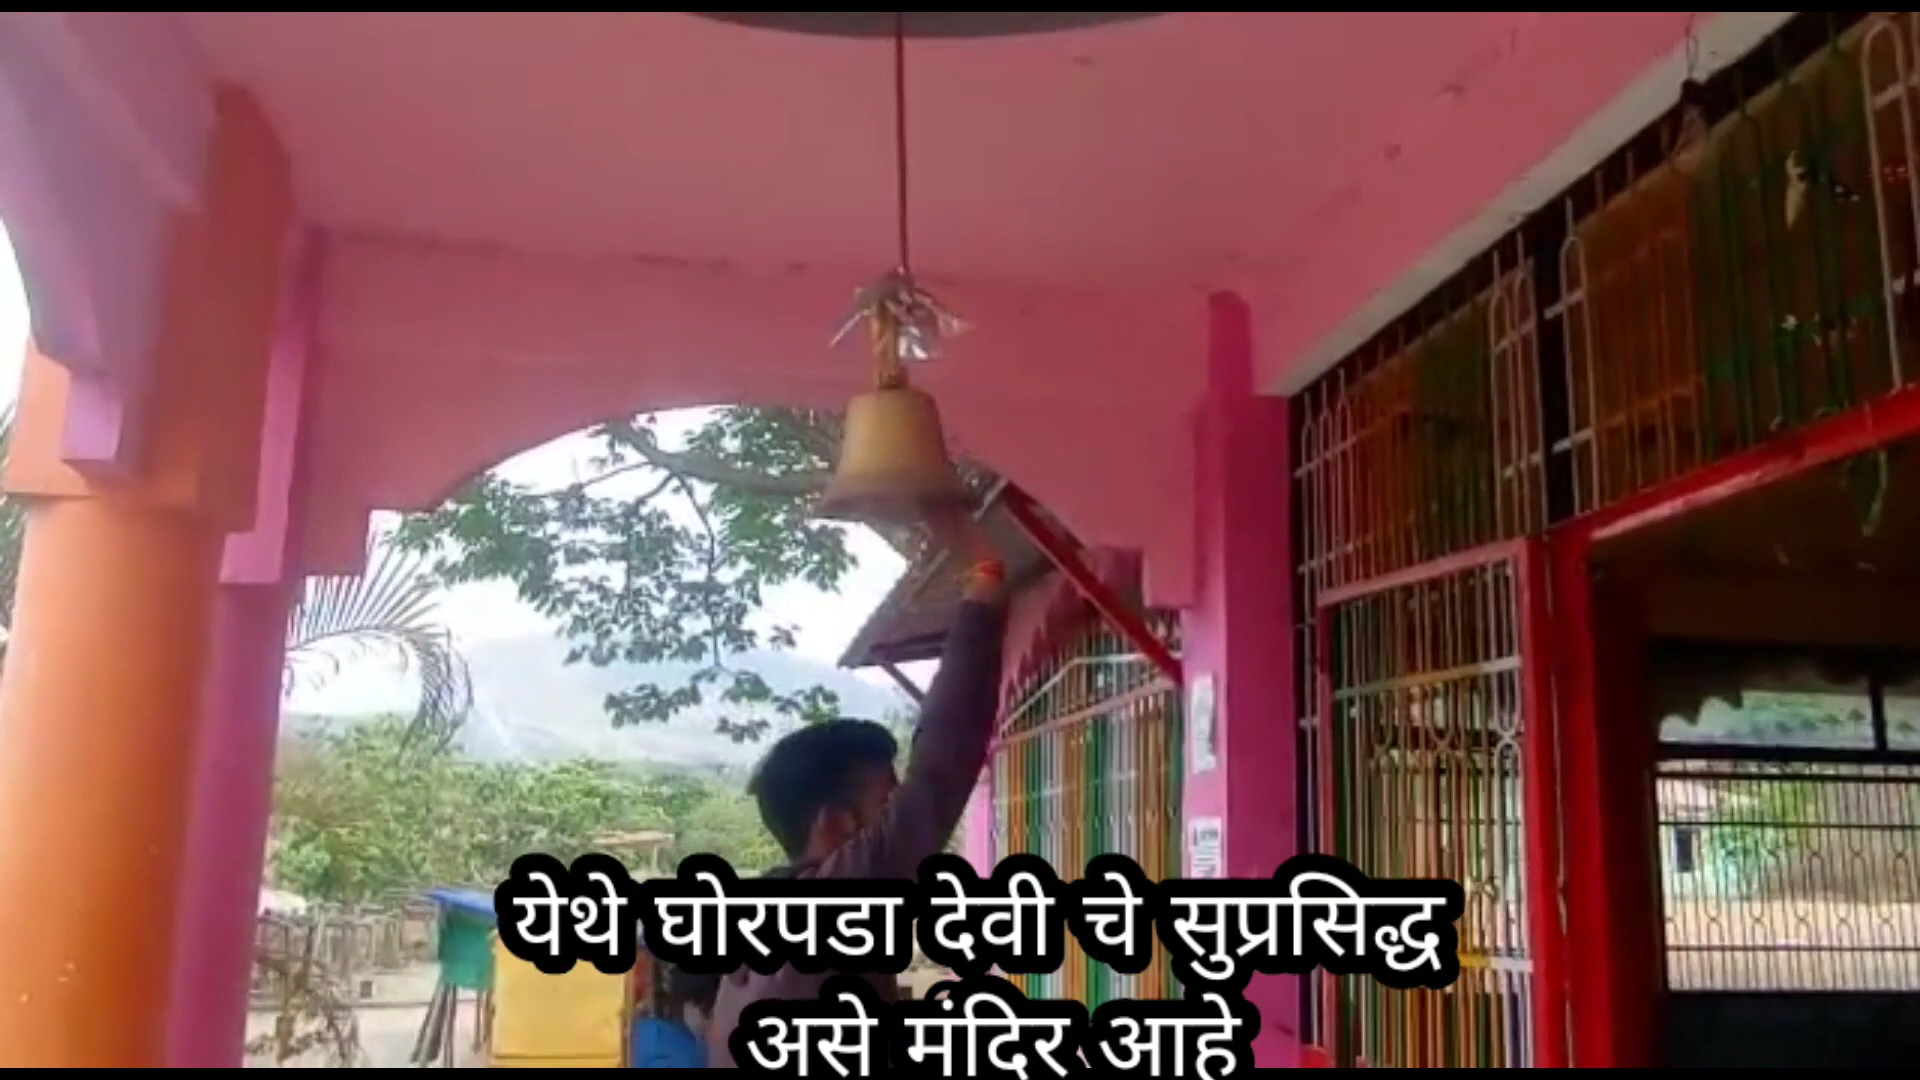 येथे घोरपडा देवी चे सुप्रसिद्ध
असे मंदिर आहे